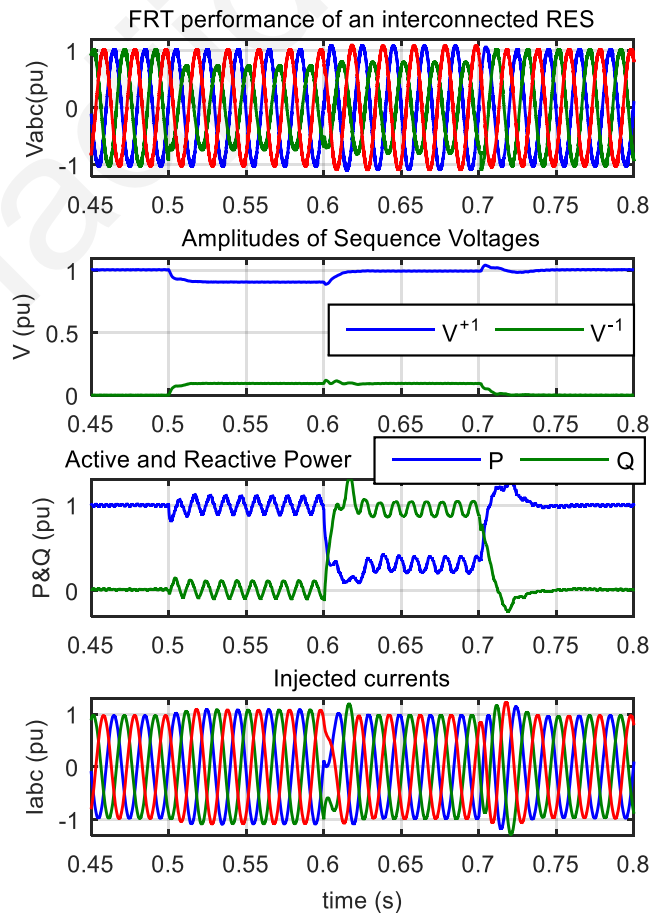 FRT performance of an interconnected RES
Vabc(pu)
1
0
-1
0.45 0.5 0.55 0.6 0.65 0.7 0.75 0.8
Amplitudes of Sequence Voltages
V (pu)
1
0.5
0
V+1 V-1
0.45 0.5 0.55 0.6 0.65 0.7 0.75 0.8
Active and Reactive Power
P Q
P&Q (pu)
1
0
0.45 0.5 0.55 0.6 0.65 0.7 0.75 0.8
Injected currents
Iabc (pu)
1
0
-1
0.45 0.5 0.55 0.6 0.65 0.7 0.75 0.8
time (s)